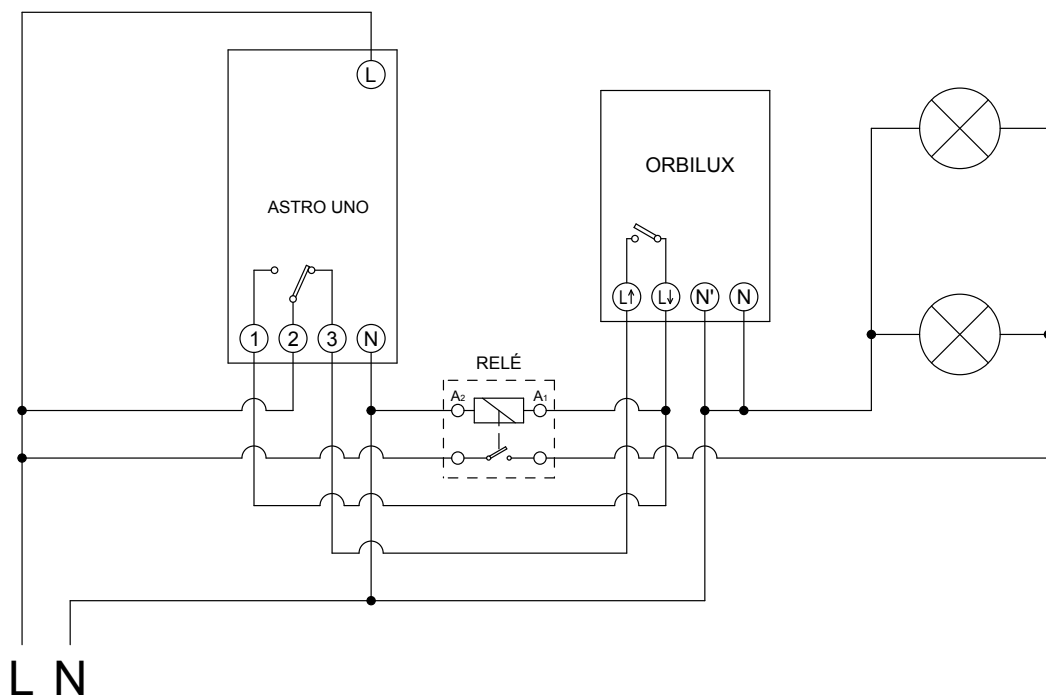 L
ASTRO UNO
1 2 3 N
ORBILUX
L↑ L↓ N' N
RELÉ
A2 A1
L N